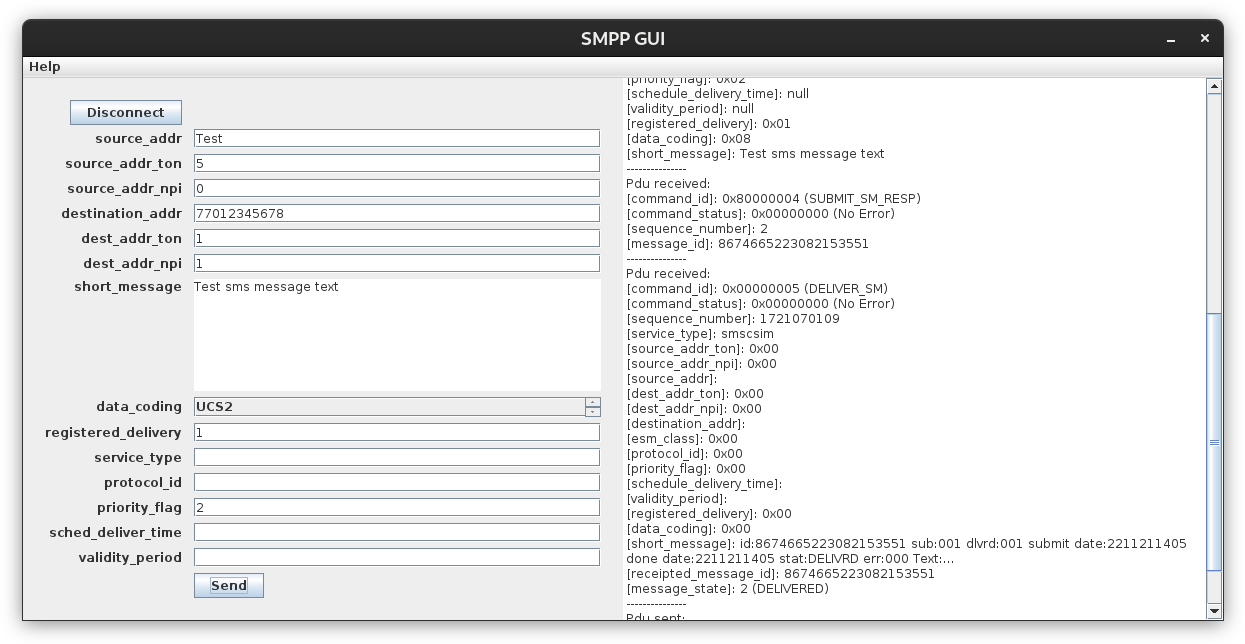 SMPP GUI
Help
Disconnect
source_addr Test
source_addr_ton 5
source_addr_npi 0
destination_addr 77012345678
dest_addr_ton 1
dest_addr_npi 1
short_message Test sms message text
data_coding UCS2
registered_delivery 1
service_type
protocol_id
priority_flag 2
sched_deliver_time
validity_period
Send
[priority_flag]: 0x02
[schedule_delivery_time]: null
[validity_period]: null
[registered_delivery]: 0x01
[data_coding]: 0x08
[short_message]: Test sms message text
---------------
Pdu received:
[command_id]: 0x80000004 (SUBMIT_SM_RESP)
[command_status]: 0x00000000 (No Error)
[sequence_number]: 2
[message_id]: 8674665223082153551
---------------
Pdu received:
[command_id]: 0x00000005 (DELIVER_SM)
[command_status]: 0x00000000 (No Error)
[sequence_number]: 1721070109
[service_type]: smscsim
[source_addr_ton]: 0x00
[source_addr_npi]: 0x00
[source_addr]:
[dest_addr_ton]: 0x00
[dest_addr_npi]: 0x00
[destination_addr]:
[esm_class]: 0x00
[protocol_id]: 0x00
[priority_flag]: 0x00
[schedule_delivery_time]:
[validity_period]:
[registered_delivery]: 0x00
[data_coding]: 0x00
[short_message]: id:8674665223082153551 sub:001 dlvrd:001 submit date:2211211405
done date:2211211405 stat:DELIVRD err:000 Text:...
[receipted_message_id]: 8674665223082153551
[message_state]: 2 (DELIVERED)
---------------
Pdu sent: